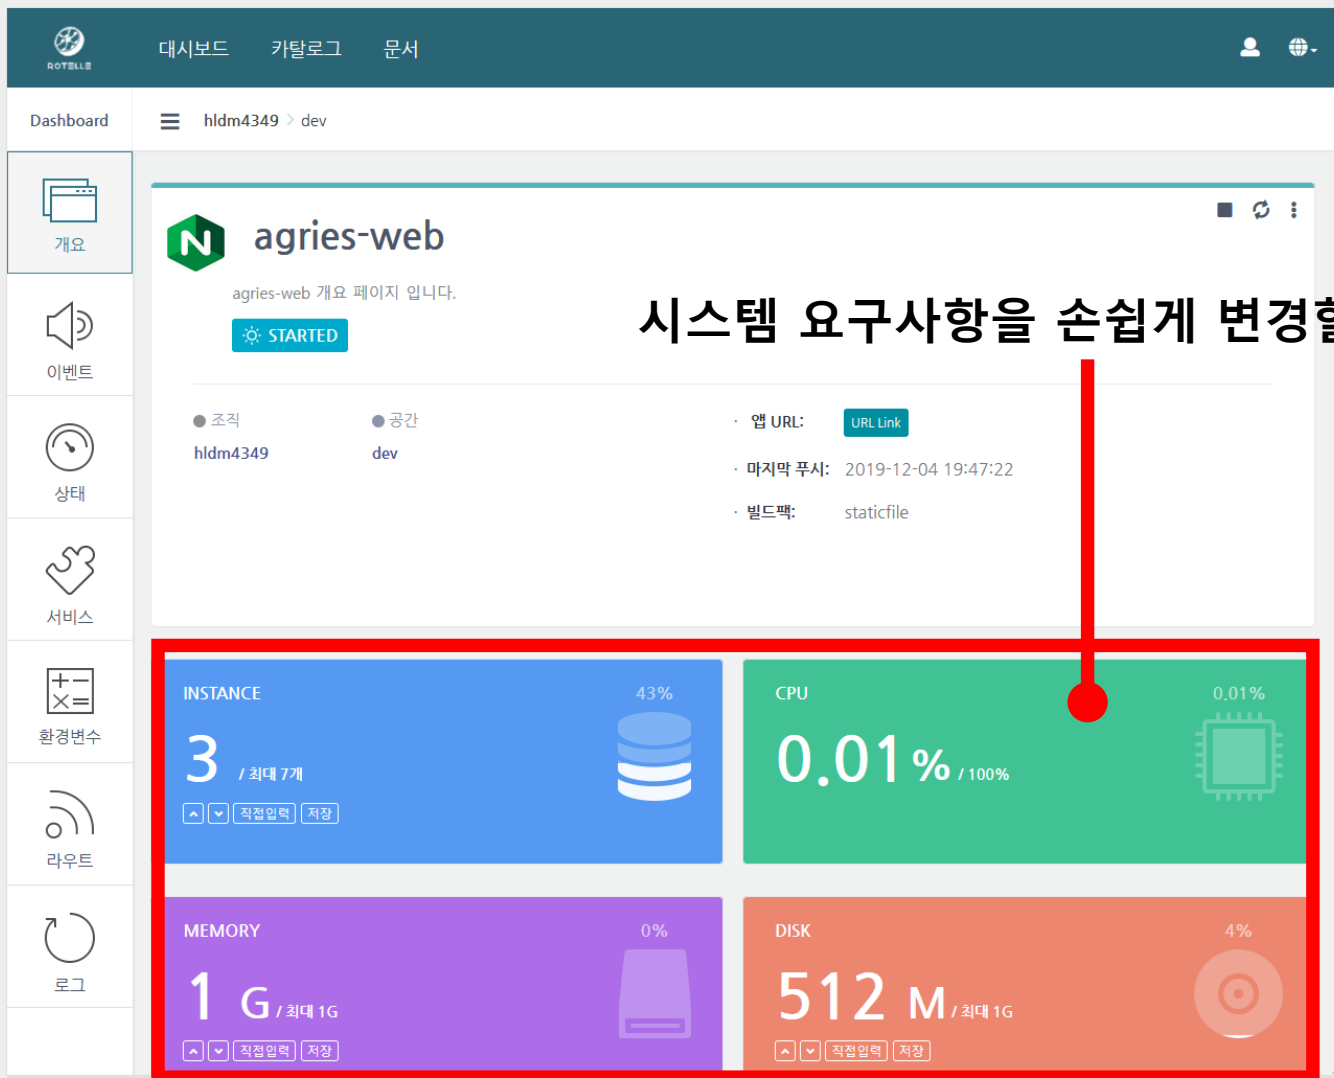 ROTELLE
대시보드 카탈로그 문서
Dashboard
hldm4349 > dev
개요
이벤트
상태
서비스
환경변수
라우트
로그
agries-web
agries-web 개요 페이지 입니다.
STARTED
시스템 요구사항을 손쉽게 변경할
조직
hldm4349
공간
dev
· 앱 URL: URL Link
· 마지막 푸시: 2019-12-04 19:47:22
· 빌드팩: staticfile
INSTANCE 43%
3 / 최대 7개
직접입력 저장
CPU 0.01%
0.01% / 100%
MEMORY 0%
1 G / 최대 1G
직접입력 저장
DISK 4%
512 M / 최대 1G
직접입력 저장